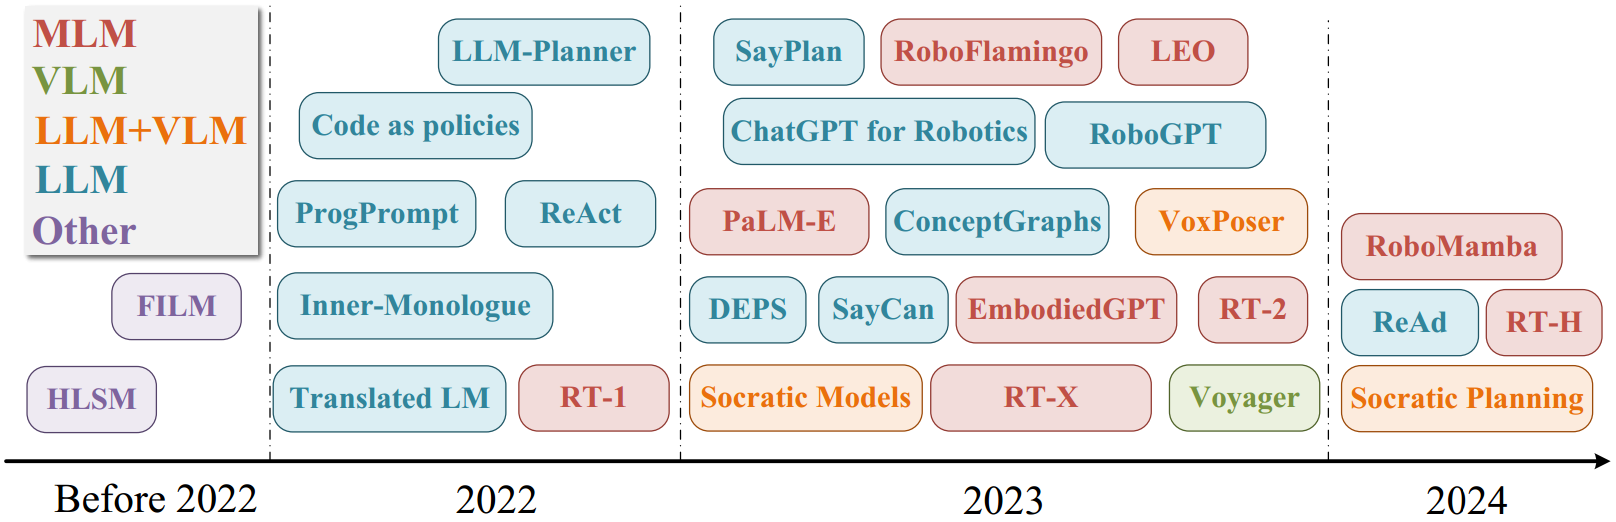 MLM
VLM
LLM+VLM
LLM
Other
FILM
HLSM
LLM-Planner
Code as policies
ProgPrompt
ReAct
Inner-Monologue
Translated LM
RT-1
SayPlan
RoboFlamingo
LEO
ChatGPT for Robotics
RoboGPT
PaLM-E
ConceptGraphs
VoxPoser
DEPS
SayCan
EmbodiedGPT
RT-2
Socratic Models
RT-X
Voyager
RoboMamba
ReAd
RT-H
Socratic Planning
Before 2022
2022
2023
2024